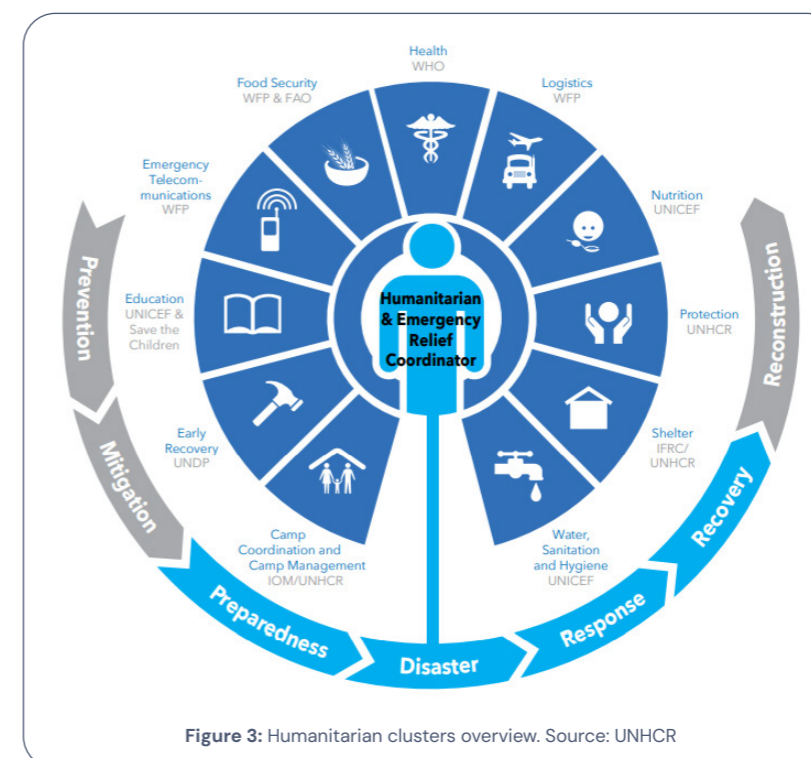 Health
WHO
Logistics
WFP
Nutrition
UNICEF
Protection
UNHCR
Shelter
IFRC/
UNHCR
Water,
Sanitation
and Hygiene
UNICEF
Camp
Coordination and
Camp Management
IOM/UNHCR
Early
Recovery
UNDP
Education
UNICEF &
Save the
Children
Emergency
Telecom-
munications
WFP
Food Security
WFP & FAO
Humanitarian
& Emergency
Relief
Coordinator
Prevention
Mitigation
Preparedness
Disaster
Response
Recovery
Reconstruction
Figure 3: Humanitarian clusters overview. Source: UNHCR